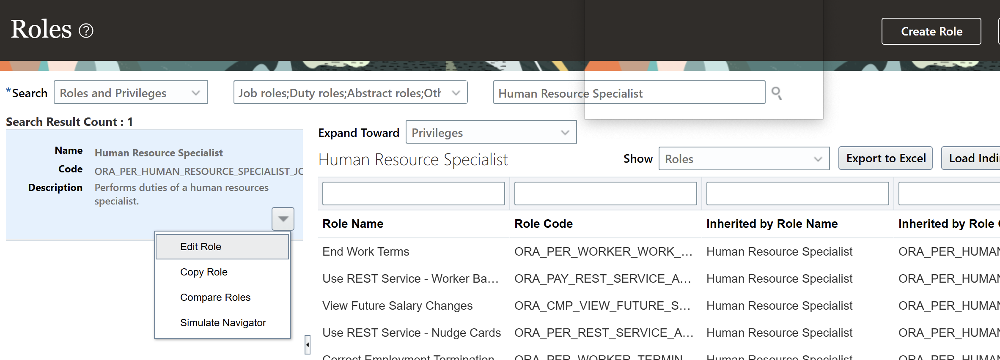 Roles ?
Create Role
*Search Roles and Privileges Job roles;Duty roles;Abstract roles;Oth Human Resource Specialist
Search Result Count : 1
Expand Toward Privileges
Name Human Resource Specialist
Code ORA_PER_HUMAN_RESOURCE_SPECIALIST_JO
Description Performs duties of a human resources
specialist.
Edit Role
Copy Role
Compare Roles
Simulate Navigator
Human Resource Specialist Show Roles Export to Excel Load Indi
Role Name Role Code Inherited by Role Name Inherited by Role C
End Work Terms ORA_PER_WORKER_WORK_... Human Resource Specialist ORA_PER_HUMAN
Use REST Service - Worker Ba... ORA_PAY_REST_SERVICE_A... Human Resource Specialist ORA_PER_HUMAN
View Future Salary Changes ORA_CMP_VIEW_FUTURE_S... Human Resource Specialist ORA_PER_HUMAN
Use REST Service - Nudge Cards ORA_PER_REST_SERVICE_A... Human Resource Specialist ORA_PER_HUMAN
Correct Employment Termination ORA_PER_WORKER_TERMIN Human Resource Specialist ORA_PER_HUMAN